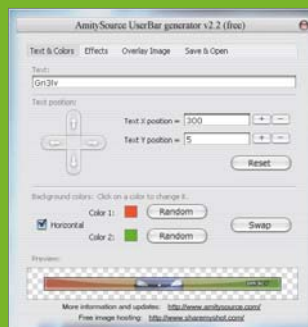 AmitySource UserBar generator v2.2 (free)
Text & Colors Effects Overlay Image Save & Open
Text:
Gn3lv
Text position:
Text X position = 300 + -
Text Y position = 5 + -
Reset
Background colors: Click on a color to change it.
Horizontal
Color 1: Random
Swap
Color 2: Random
Preview:
More information and updates: http://www.amitysource.com/
Free image hosting: http://www.sharemyshot.com/